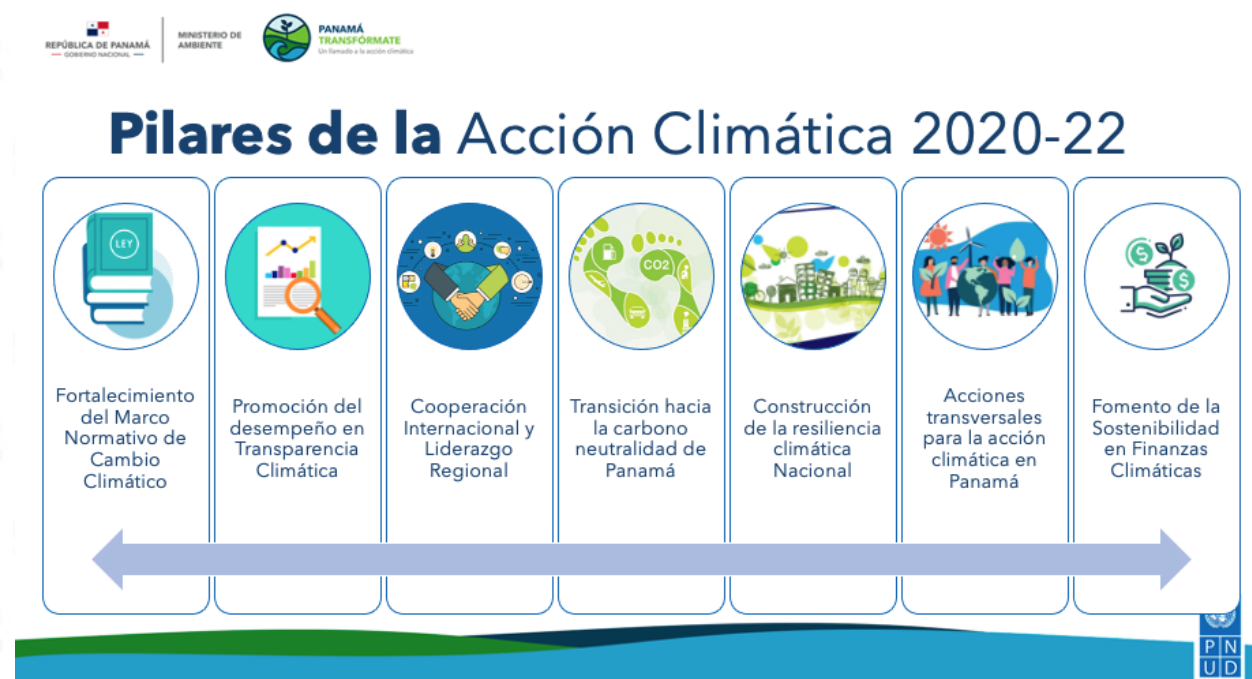 REPÚBLICA DE PANAMÁ
GOBIERNO NACIONAL
MINISTERIO DE
AMBIENTE
PANAMÁ
TRANSFÓRMATE
Un llamado a la acción climática
Pilares de la Acción Climática 2020-22
LEY
CO2
Fortalecimiento
del Marco
Normativo de
Cambio
Climático
Promoción del
desempeño en
Transparencia
Climática
Cooperación
Internacional y
Liderazgo
Regional
Transición hacia
la carbono
neutralidad de
Panamá
Construcción
de la resiliencia
climática
Nacional
Acciones
transversales
para la acción
climática en
Panamá
Fomento de la
Sostenibilidad
en Finanzas
Climáticas
P N
U D